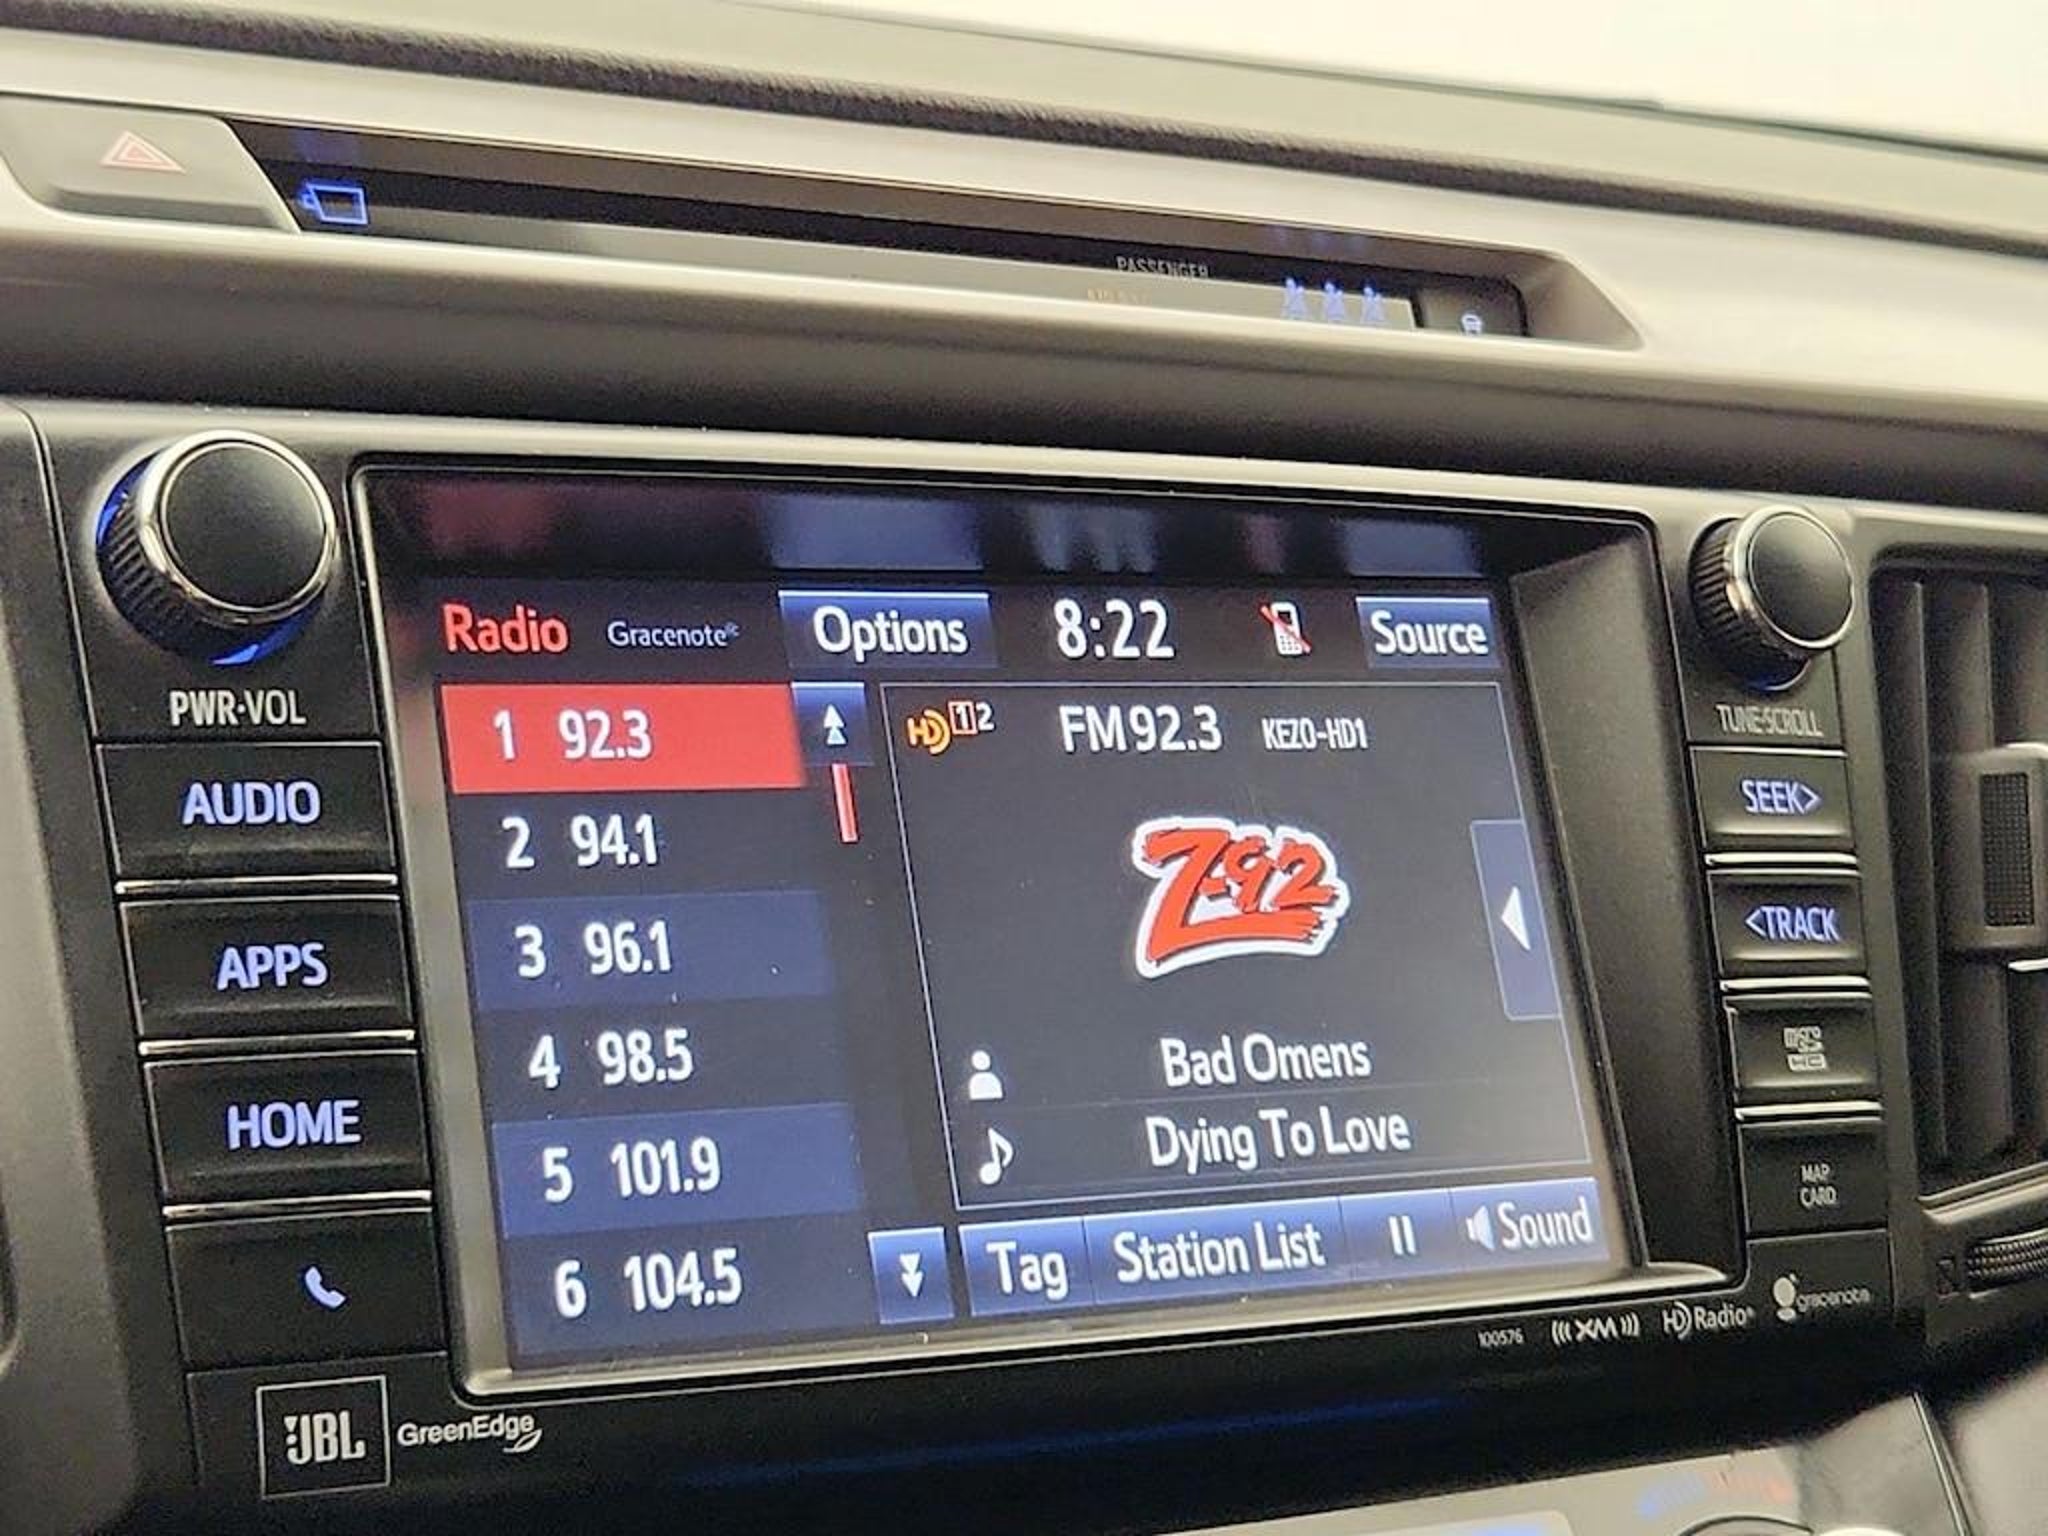 PASSENGER
PWR·VOL
AUDIO
APPS
HOME
JBL GreenEdge
Radio Gracenote® Options 8:22 Source
1 92.3
2 94.1
3 96.1
4 98.5
5 101.9
6 104.5
HD 1 2 FM 92.3 KEZO-HD1
Z-92
Bad Omens
Dying To Love
Tag Station List II Sound
TUNE·SCROLL
SEEK>
<TRACK
MAP
CARD
100576 ((( XM ))) HD Radio® gracenote